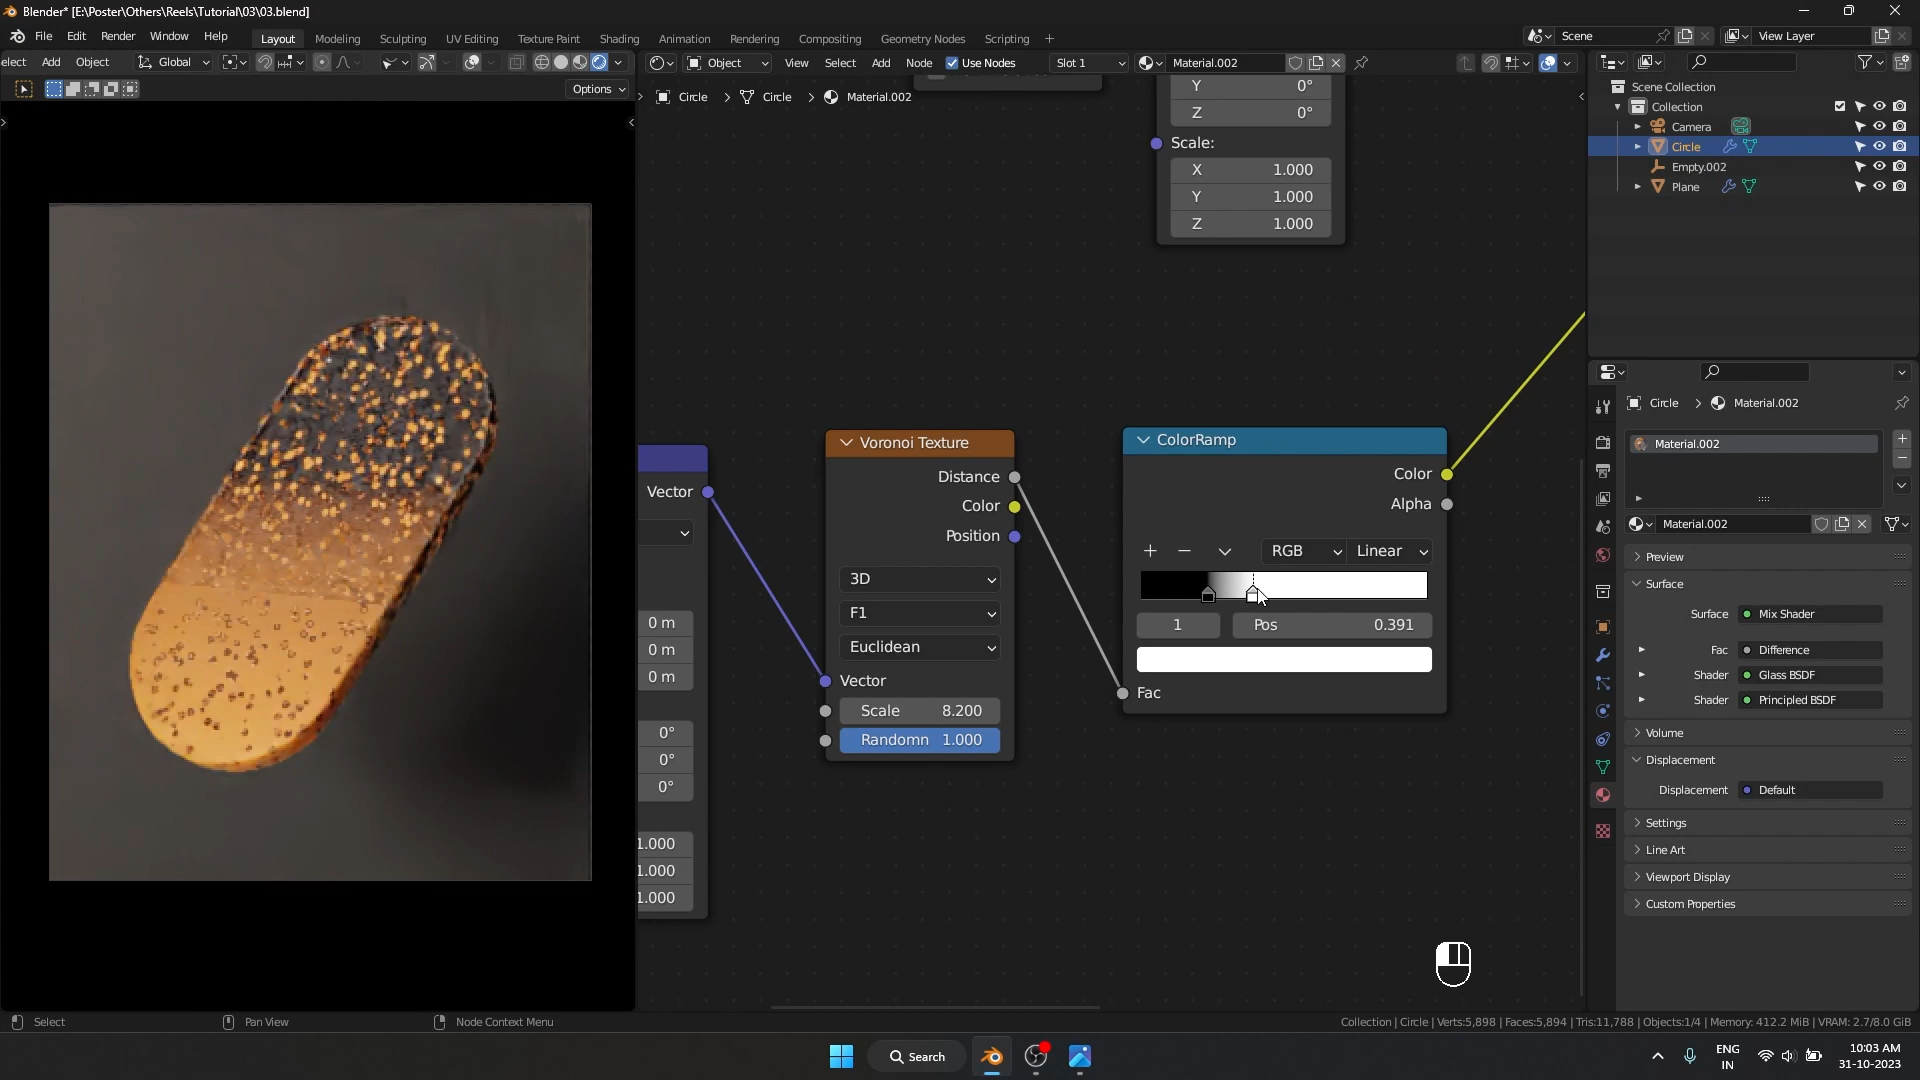 Blender* [E:\Poster\Others\Reels\Tutorial\03\03.blend]
File Edit Render Window Help Layout Modeling Sculpting UV Editing Texture Paint Shading Animation Rendering Compositing Geometry Nodes Scripting + Scene View Layer
elect Add Object Global Object View Select Add Node Use Nodes Slot 1 Material.002
Options
Circle > Circle > Material.002
Scene Collection
Collection
Camera
Circle
Empty.002
Plane
Y 0°
Z 0°
Scale:
X 1.000
Y 1.000
Z 1.000
Vector
0 m
0 m
0 m
0°
0°
0°
1.000
1.000
1.000
Voronoi Texture
Distance
Color
Position
3D
F1
Euclidean
Vector
Scale 8.200
Randomn 1.000
ColorRamp
Color
Alpha
RGB Linear
1 Pos 0.391
Fac
Circle > Material.002
Material.002
Material.002
Preview
Surface
Surface Mix Shader
Fac Difference
Shader Glass BSDF
Shader Principled BSDF
Volume
Displacement
Displacement Default
Settings
Line Art
Viewport Display
Custom Properties
Select Pan View Node Context Menu Collection | Circle | Verts:5,898 | Faces:5,894 | Tris:11,788 | Objects:1/4 | Memory: 412.2 MiB | VRAM: 2.7/8.0 GiB
Search
ENG
IN
10:03 AM
31-10-2023